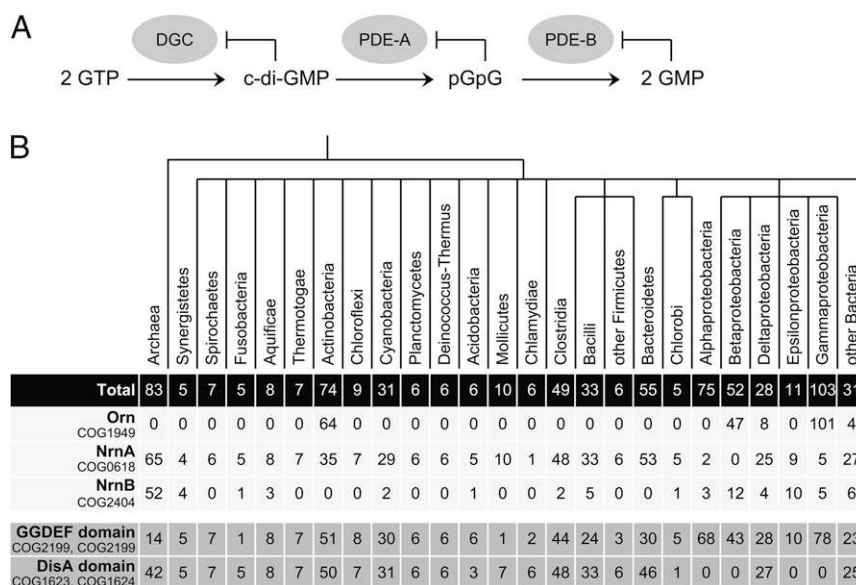 A
DGC PDE-A PDE-B
2 GTP c-di-GMP pGpG 2 GMP
B
Archaea
Synergistetes
Spirochaetes
Fusobacteria
Aquificae
Thermotogae
Actinobacteria
Chloroflexi
Cyanobacteria
Planctomycetes
Deinococcus-Thermus
Acidobacteria
Mollicutes
Chlamydiae
Clostridia
Bacilli
other Firmicutes
Bacteroidetes
Chlorobi
Alphaproteobacteria
Betaproteobacteria
Deltaproteobacteria
Epsilonproteobacteria
Gammaproteobacteria
other Bacteria
Total 83 5 7 5 8 7 74 9 31 6 6 6 10 6 49 33 6 55 5 75 52 28 11 103 31
Orn 0 0 0 0 0 0 64 0 0 0 0 0 0 0 0 0 0 0 0 0 47 8 0 101 4
COG1949
NrnA 65 4 6 5 8 7 35 7 29 6 6 5 10 1 48 33 6 53 5 2 0 25 9 5 27
COG0618
NrnB 52 4 0 1 3 0 0 0 2 0 0 1 0 0 2 5 0 0 1 3 12 4 10 5 6
COG2404
GGDEF domain 14 5 7 1 8 7 51 8 30 6 6 6 1 2 44 24 3 30 5 68 43 28 10 78 23
COG2199, COG2199
DisA domain 42 5 7 5 8 7 50 7 31 6 6 3 7 6 48 33 6 46 1 0 0 27 0 0 25
COG1623, COG1624